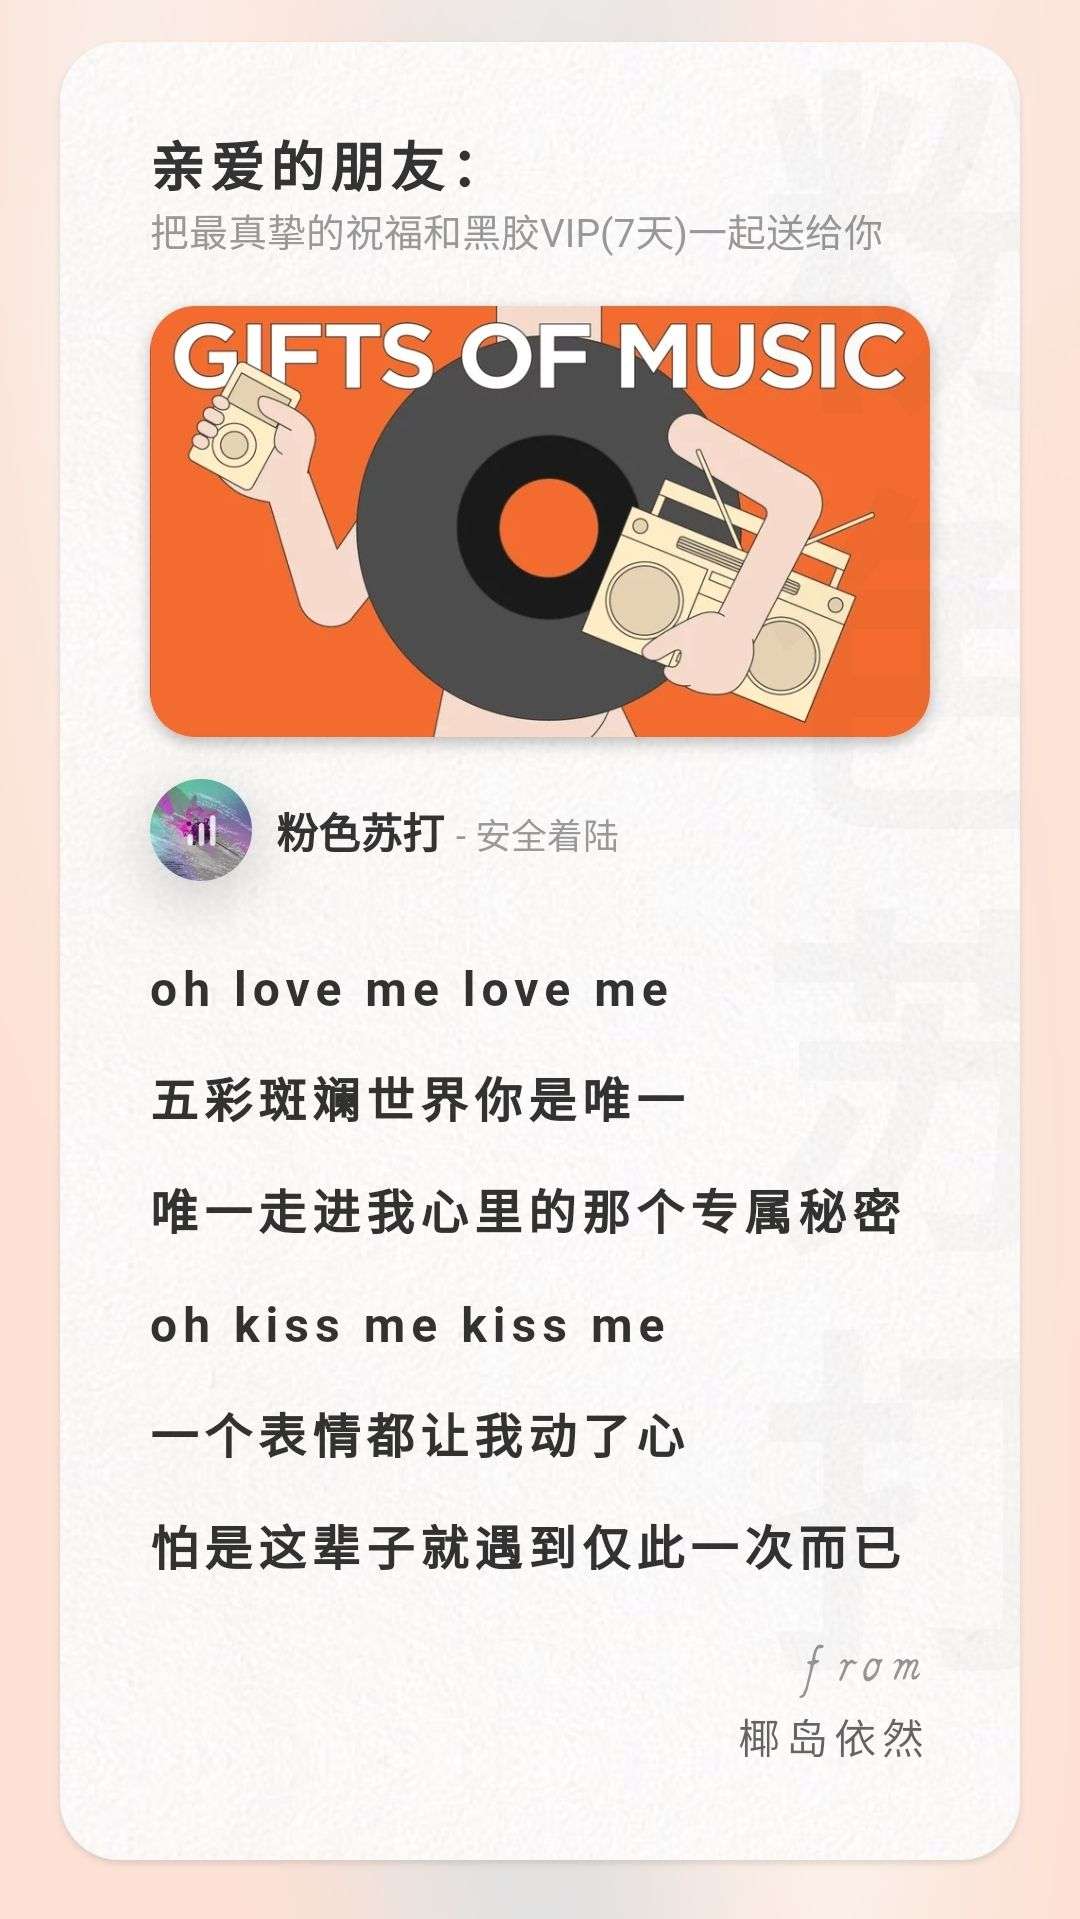 亲爱的朋友：
把最真挚的祝福和黑胶VIP(7天)一起送给你
GIFTS OF MUSIC
粉色苏打 - 安全着陆
oh love me love me
五彩斑斓世界你是唯一
唯一走进我心里的那个专属秘密
oh kiss me kiss me
一个表情都让我动了心
怕是这辈子就遇到仅此一次而已
from
椰岛依然